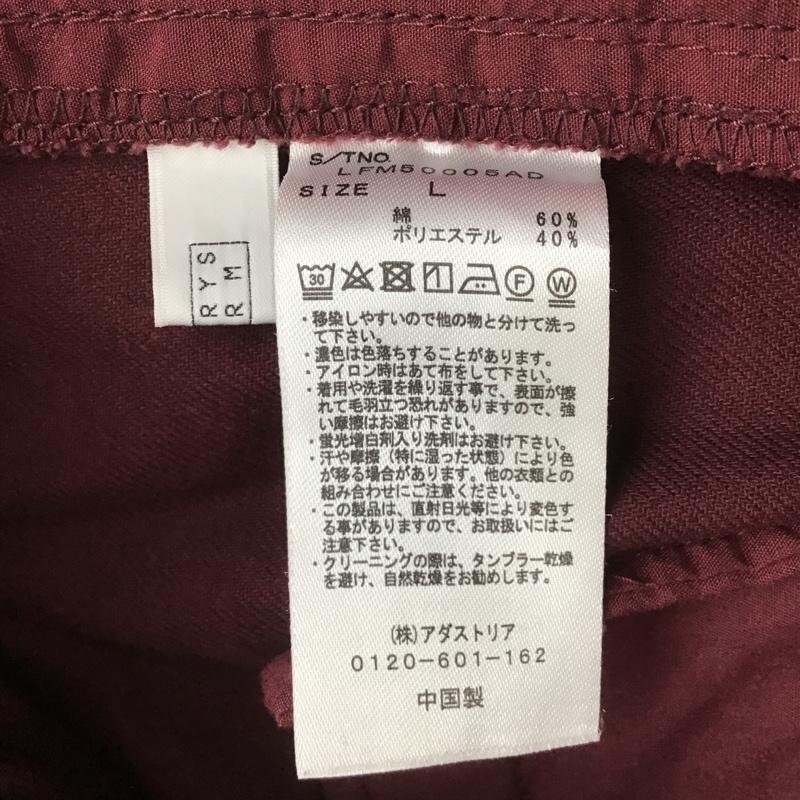 S/TNO.
LFM50005AD
SIZE L
綿 60%
ポリエステル 40%
30 F W
・移染しやすいので他の物と分けて洗っ
て下さい。
・濃色は色落ちすることがあります。
・アイロン時はあて布をして下さい。
・着用や洗濯を繰り返す事で、表面が擦
れて毛羽立つ恐れがありますので、強
い摩擦はお避け下さい。
・蛍光増白剤入り洗剤はお避け下さい。
・汗や摩擦（特に湿った状態）により色
が移る場合があります。他の衣類との
組み合わせにご注意ください。
・この製品は、直射日光等により変色す
る事がありますので、お取扱いにはご
注意下さい。
・クリーニングの際は、タンブラー乾燥
を避け、自然乾燥をお勧めします。
(株)アダストリア
0120-601-162
中国製
RYS
RM